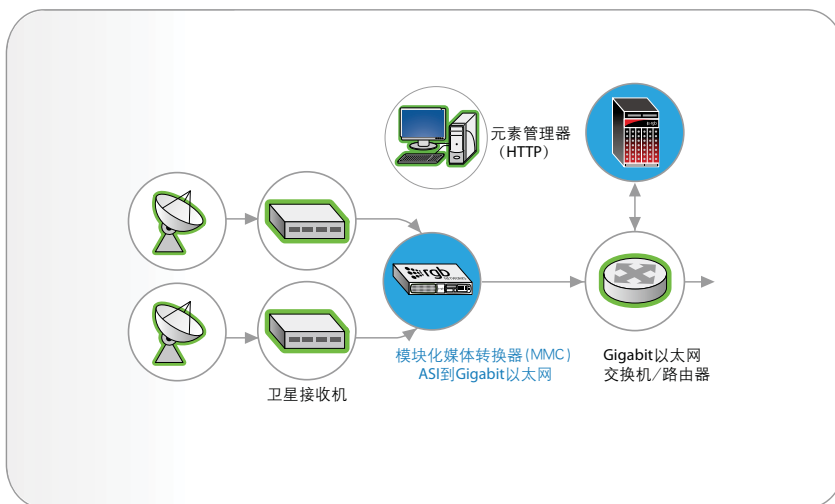 元素管理器
（HTTP）
rgb
模块化媒体转换器(MMC)
ASI到Gigabit以太网
Gigabit以太网
交换机/路由器
卫星接收机